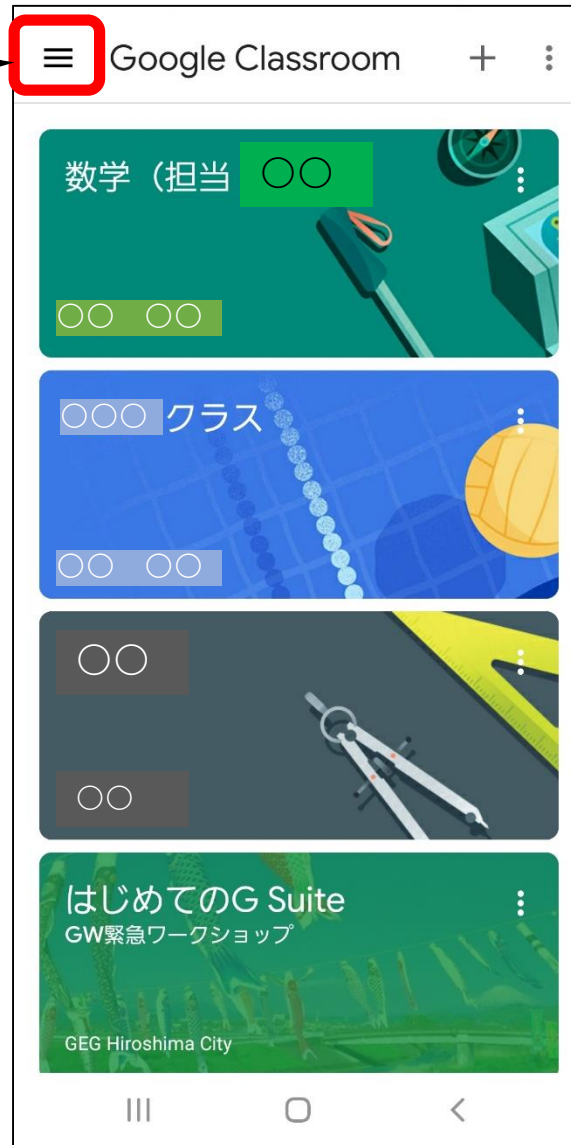 Google Classroom
数学（担当 〇〇
〇〇 〇〇
〇〇〇 クラス
〇〇 〇〇
〇〇
〇〇
はじめてのG Suite
GW緊急ワークショップ
GEG Hiroshima City